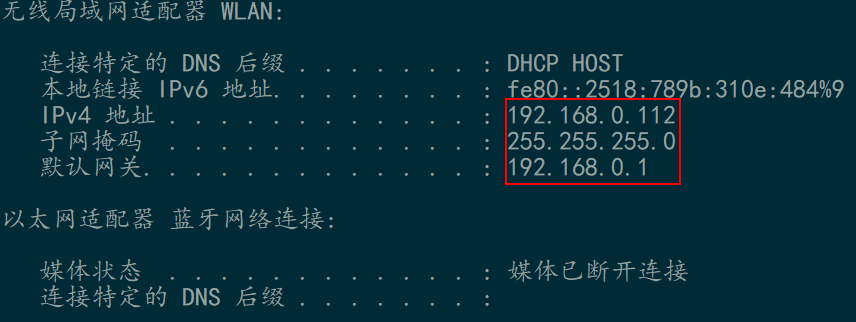 无线局域网适配器 WLAN:
连接特定的 DNS 后缀 . . . . . . . : DHCP HOST
本地链接 IPv6 地址. . . . . . . . : fe80::2518:789b:310e:484%9
IPv4 地址 . . . . . . . . . . . . : 192.168.0.112
子网掩码 . . . . . . . . . . . . : 255.255.255.0
默认网关. . . . . . . . . . . . . : 192.168.0.1
以太网适配器 蓝牙网络连接:
媒体状态 . . . . . . . . . . . . : 媒体已断开连接
连接特定的 DNS 后缀 . . . . . . . :